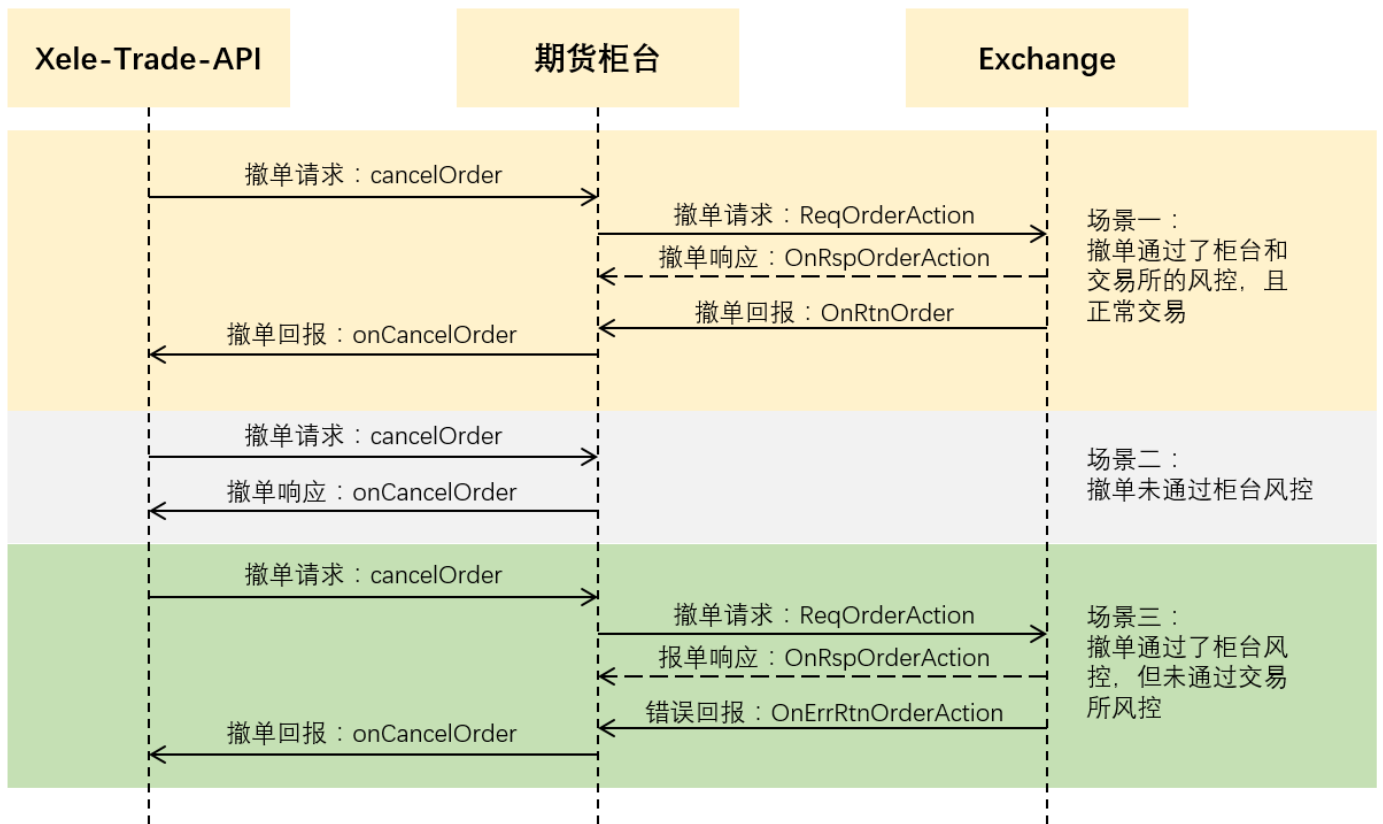 Xele-Trade-API
期货柜台
Exchange
撤单请求：cancelOrder
撤单请求：ReqOrderAction
撤单响应：OnRspOrderAction
撤单回报：OnRtnOrder
撤单回报：onCancelOrder
场景一：
撤单通过了柜台和
交易所的风控，且
正常交易
撤单请求：cancelOrder
撤单响应：onCancelOrder
场景二：
撤单未通过柜台风控
撤单请求：cancelOrder
撤单请求：ReqOrderAction
报单响应：OnRspOrderAction
错误回报：OnErrRtnOrderAction
撤单回报：onCancelOrder
场景三：
撤单通过了柜台风
控，但未通过交易
所风控